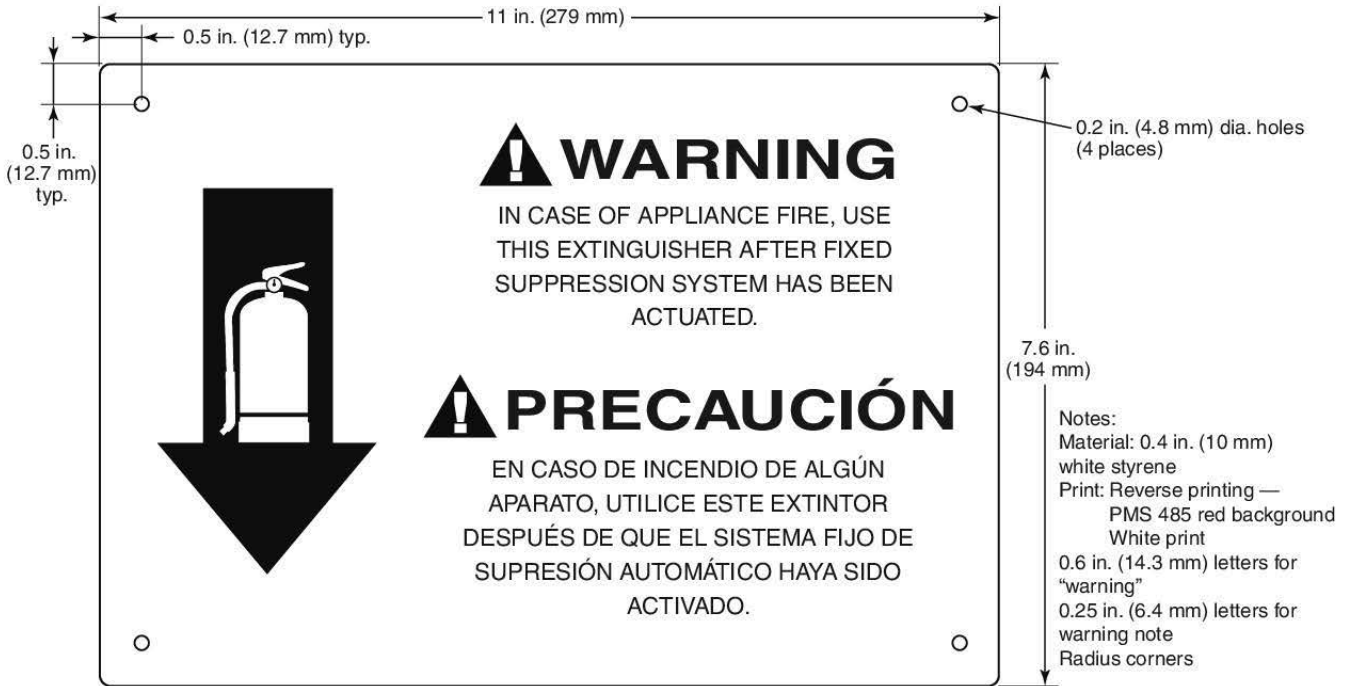 11 in. (279 mm)
0.5 in. (12.7 mm) typ.
0.5 in.
(12.7 mm)
typ.
0.2 in. (4.8 mm) dia. holes
(4 places)
WARNING
IN CASE OF APPLIANCE FIRE, USE
THIS EXTINGUISHER AFTER FIXED
SUPPRESSION SYSTEM HAS BEEN
ACTUATED.
7.6 in.
(194 mm)
PRECAUCIÓN
EN CASO DE INCENDIO DE ALGÚN
APARATO, UTILICE ESTE EXTINTOR
DESPUÉS DE QUE EL SISTEMA FIJO DE
SUPRESIÓN AUTOMÁTICO HAYA SIDO
ACTIVADO.
Notes:
Material: 0.4 in. (10 mm)
white styrene
Print: Reverse printing —
PMS 485 red background
White print
0.6 in. (14.3 mm) letters for
“warning”
0.25 in. (6.4 mm) letters for
warning note
Radius corners